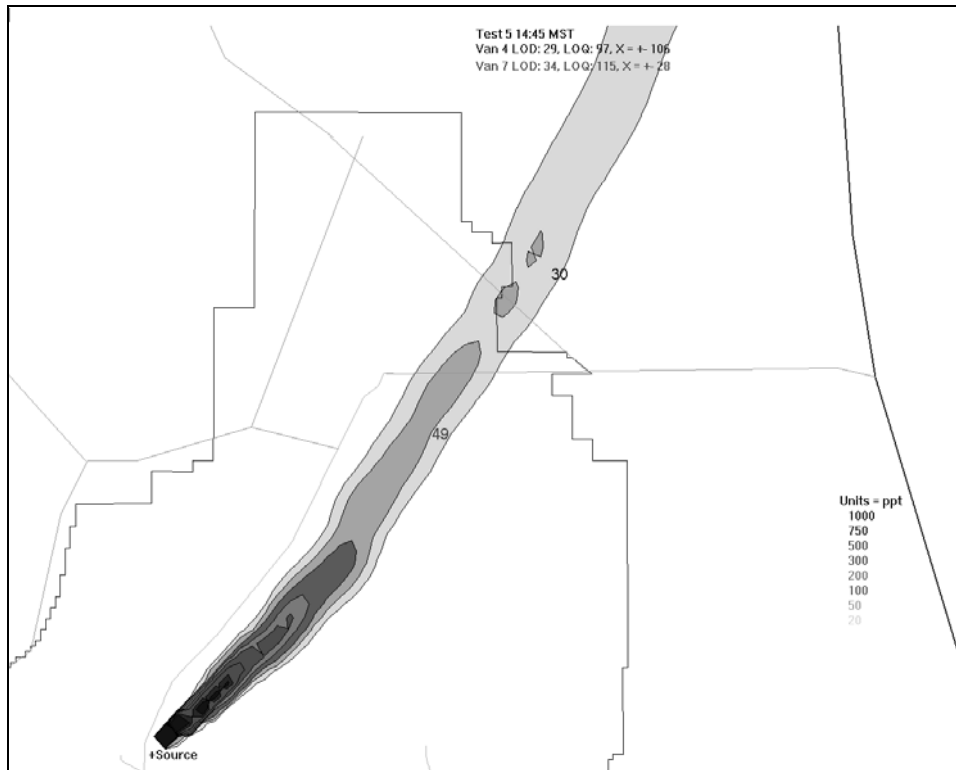 Test 5 14:45 MST
Van 4 LOD: 29, LOQ: 97, X = +- 106
Van 7 LOD: 34, LOQ: 115, X = +- 28
30
49
Units = ppt
1000
750
500
300
200
100
50
20
+Source